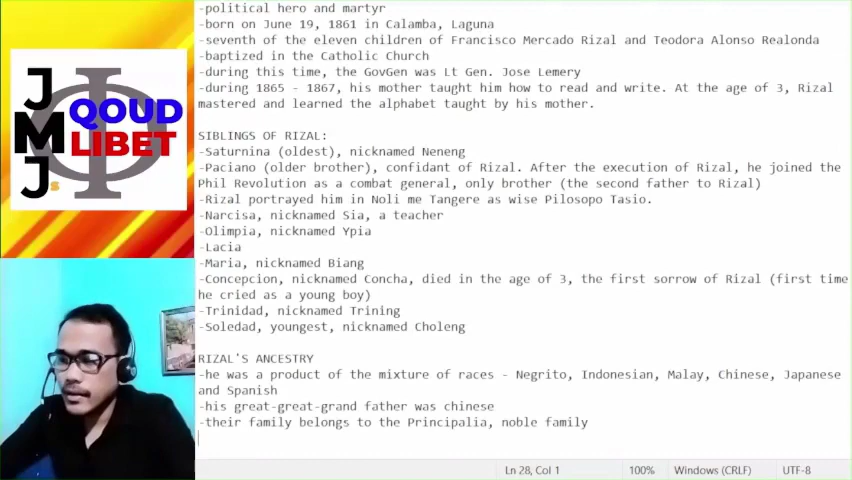 -political hero and martyr
-born on June 19, 1861 in Calamba, Laguna
-seventh of the eleven children of Francisco Mercado Rizal and Teodora Alonso Realonda
-baptized in the Catholic Church
-during this time, the GovGen was Lt Gen. Jose Lemery
-during 1865 - 1867, his mother taught him how to read and write. At the age of 3, Rizal
mastered and learned the alphabet taught by his mother.
SIBLINGS OF RIZAL:
-Saturnina (oldest), nicknamed Neneng
-Paciano (older brother), confidant of Rizal. After the execution of Rizal, he joined the
Phil Revolution as a combat general, only brother (the second father to Rizal)
-Rizal portrayed him in Noli me Tangere as wise Pilosopo Tasio.
-Narcisa, nicknamed Sia, a teacher
-Olimpia, nicknamed Ypia
-Lacia
-Maria, nicknamed Biang
-Concepcion, nicknamed Concha, died in the age of 3, the first sorrow of Rizal (first time
he cried as a young boy)
-Trinidad, nicknamed Trining
-Soledad, youngest, nicknamed Choleng
RIZAL'S ANCESTRY
-he was a product of the mixture of races - Negrito, Indonesian, Malay, Chinese, Japanese
and Spanish
-his great-great-grand father was chinese
-their family belongs to the Principalia, noble family
Ln 28, Col 1 100% Windows (CRLF) UTF-8
JMJs
QOUD
LIBET